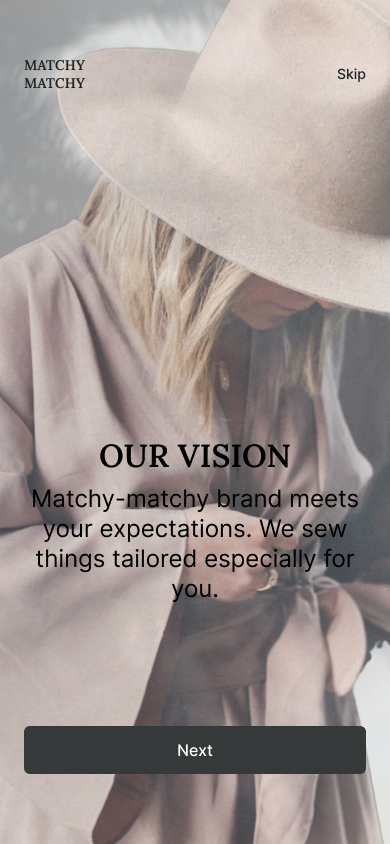 MATCHY
MATCHY
Skip
OUR VISION
Matchy-matchy brand meets
your expectations. We sew
things tailored especially for
you.
Next